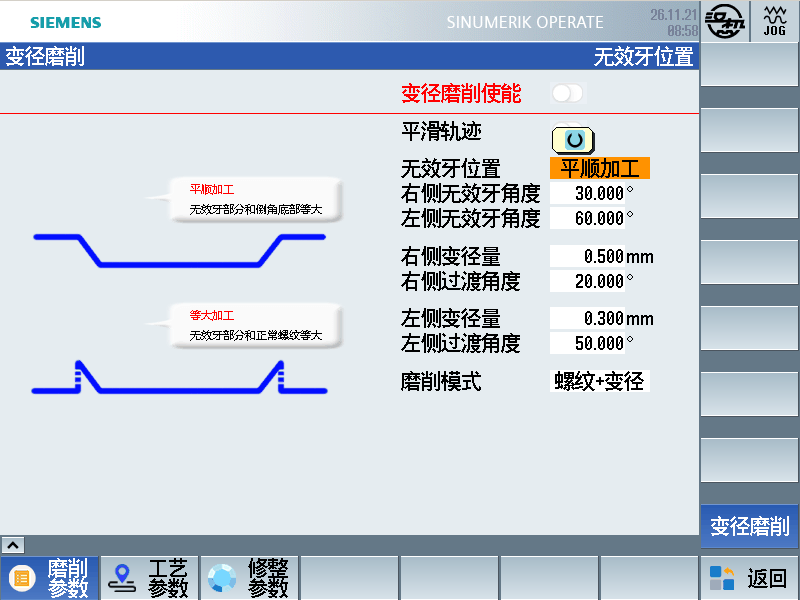 SIEMENS
SINUMERIK OPERATE
26.11.21
08:58
JOG
变径磨削
无效牙位置
变径磨削使能
平滑轨迹
无效牙位置 平顺加工
右侧无效牙角度 30.000°
左侧无效牙角度 60.000°
右侧变径量 0.500mm
右侧过渡角度 20.000°
左侧变径量 0.300mm
左侧过渡角度 50.000°
磨削模式 螺纹+变径
平顺加工
无效牙部分和倒角底部等大
等大加工
无效牙部分和正常螺纹等大
变径磨削
磨削
参数
工艺
参数
修整
参数
返回